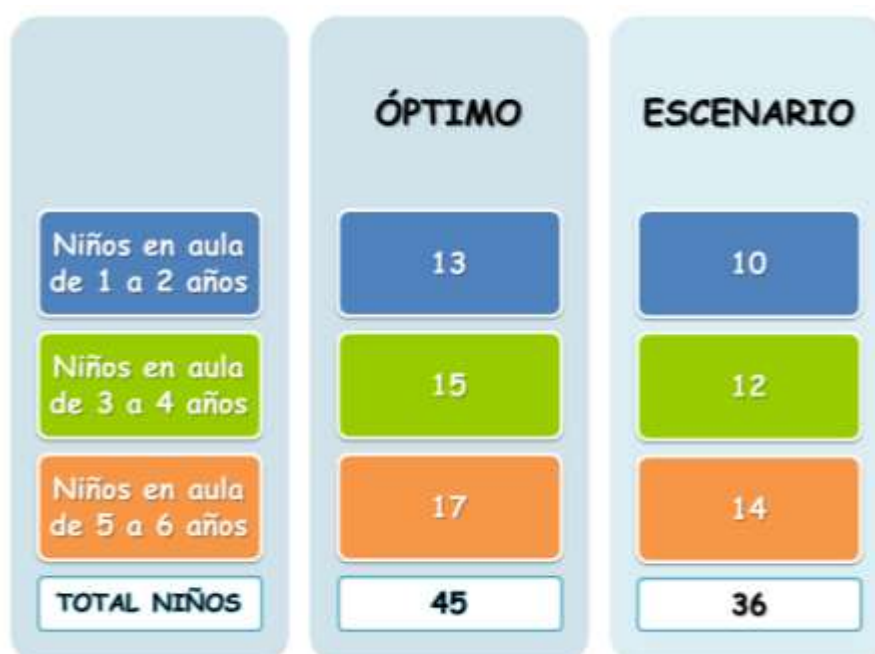 ÓPTIMO
ESCENARIO
Niños en aula
de 1 a 2 años
13
10
Niños en aula
de 3 a 4 años
15
12
Niños en aula
de 5 a 6 años
17
14
TOTAL NIÑOS
45
36